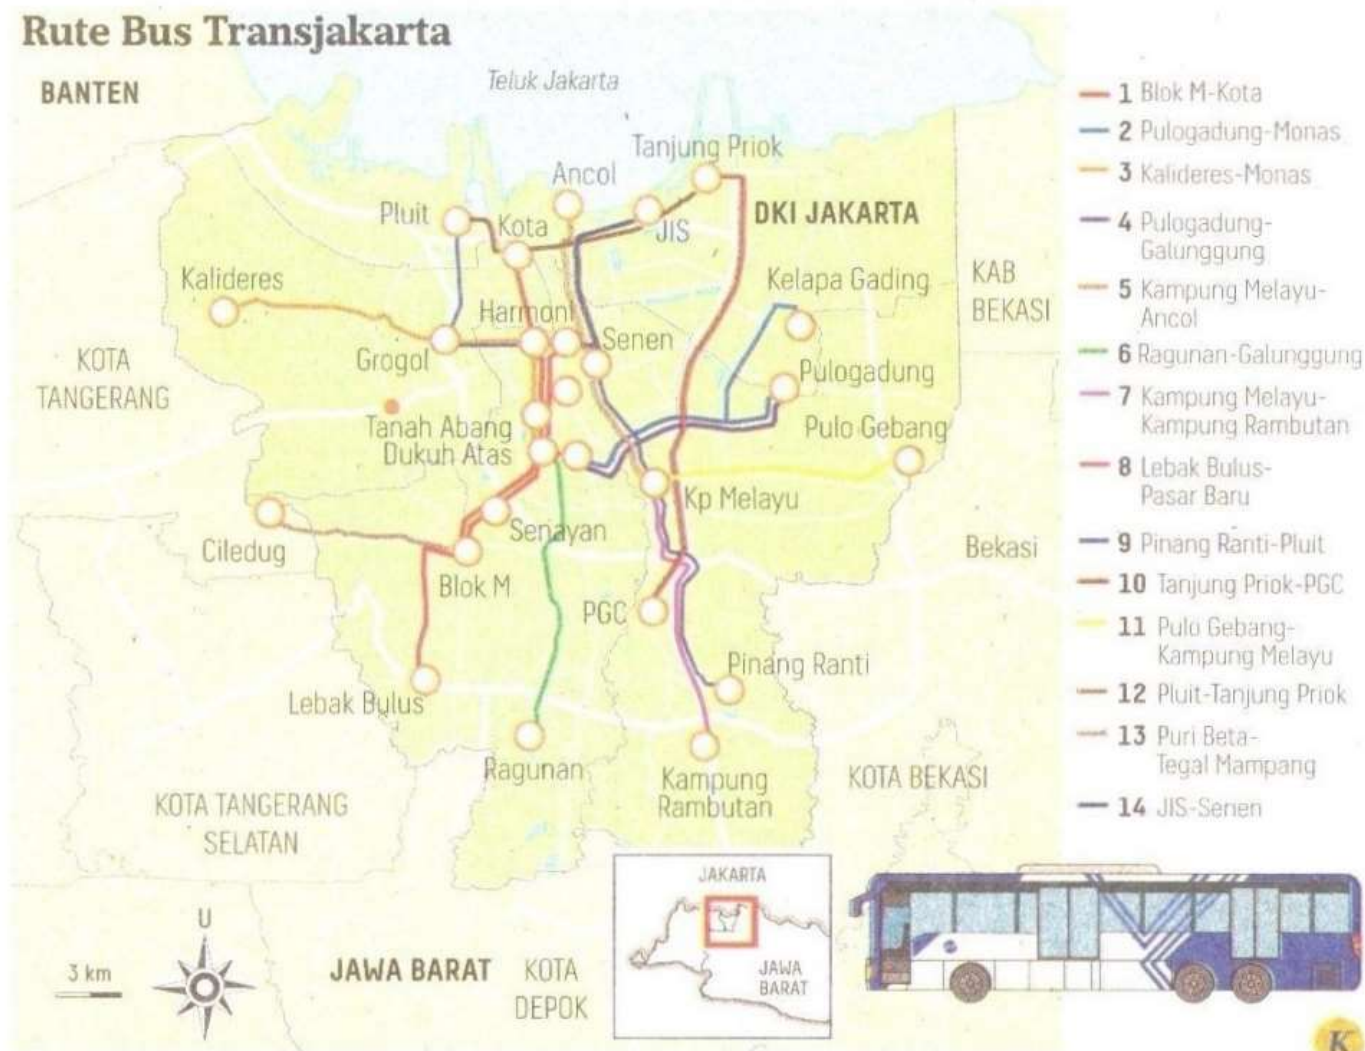 Rute Bus Transjakarta
BANTEN
Teluk Jakarta
Tanjung Priok
Ancol
Pluit
Kota
JIS
DKI JAKARTA
Kalideres
Harmoni
Kelapa Gading
KAB
BEKASI
Grogol
Senen
KOTA
TANGERANG
Pulogadung
Tanah Abang
Dukuh Atas
Pulo Gebang
Kp Melayu
Ciledug
Senayan
Bekasi
Blok M
PGC
Pinang Ranti
Lebak Bulus
Ragunan
Kampung
Rambutan
KOTA BEKASI
KOTA TANGERANG
SELATAN
U
3 km
JAWA BARAT
KOTA
DEPOK
JAKARTA
JAWA
BARAT
1 Blok M-Kota
2 Pulogadung-Monas
3 Kalideres-Monas
4 Pulogadung-
Galunggung
5 Kampung Melayu-
Ancol
6 Ragunan-Galunggung
7 Kampung Melayu-
Kampung Rambutan
8 Lebak Bulus-
Pasar Baru
9 Pinang Ranti-Pluit
10 Tanjung Priok-PGC
11 Pulo Gebang-
Kampung Melayu
12 Pluit-Tanjung Priok
13 Puri Beta-
Tegal Mampang
14 JIS-Senen
K